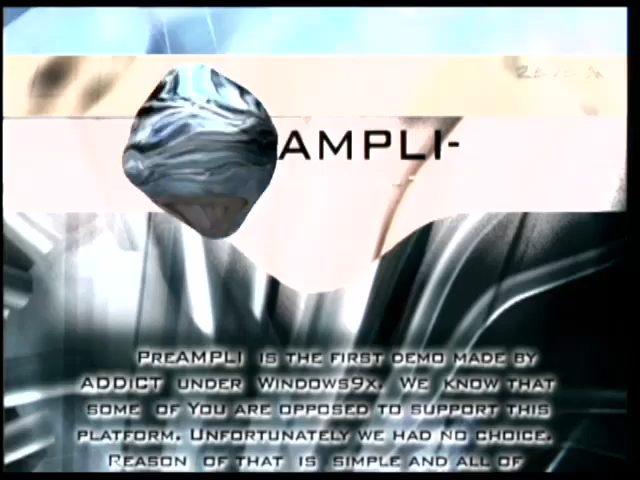 AMPLI-
PreAMPLI is the first demo made by
ADDICT under Windows9x. We know that
some of You are opposed to support this
platform. Unfortunately we had no choice.
Reason of that is simple and all of